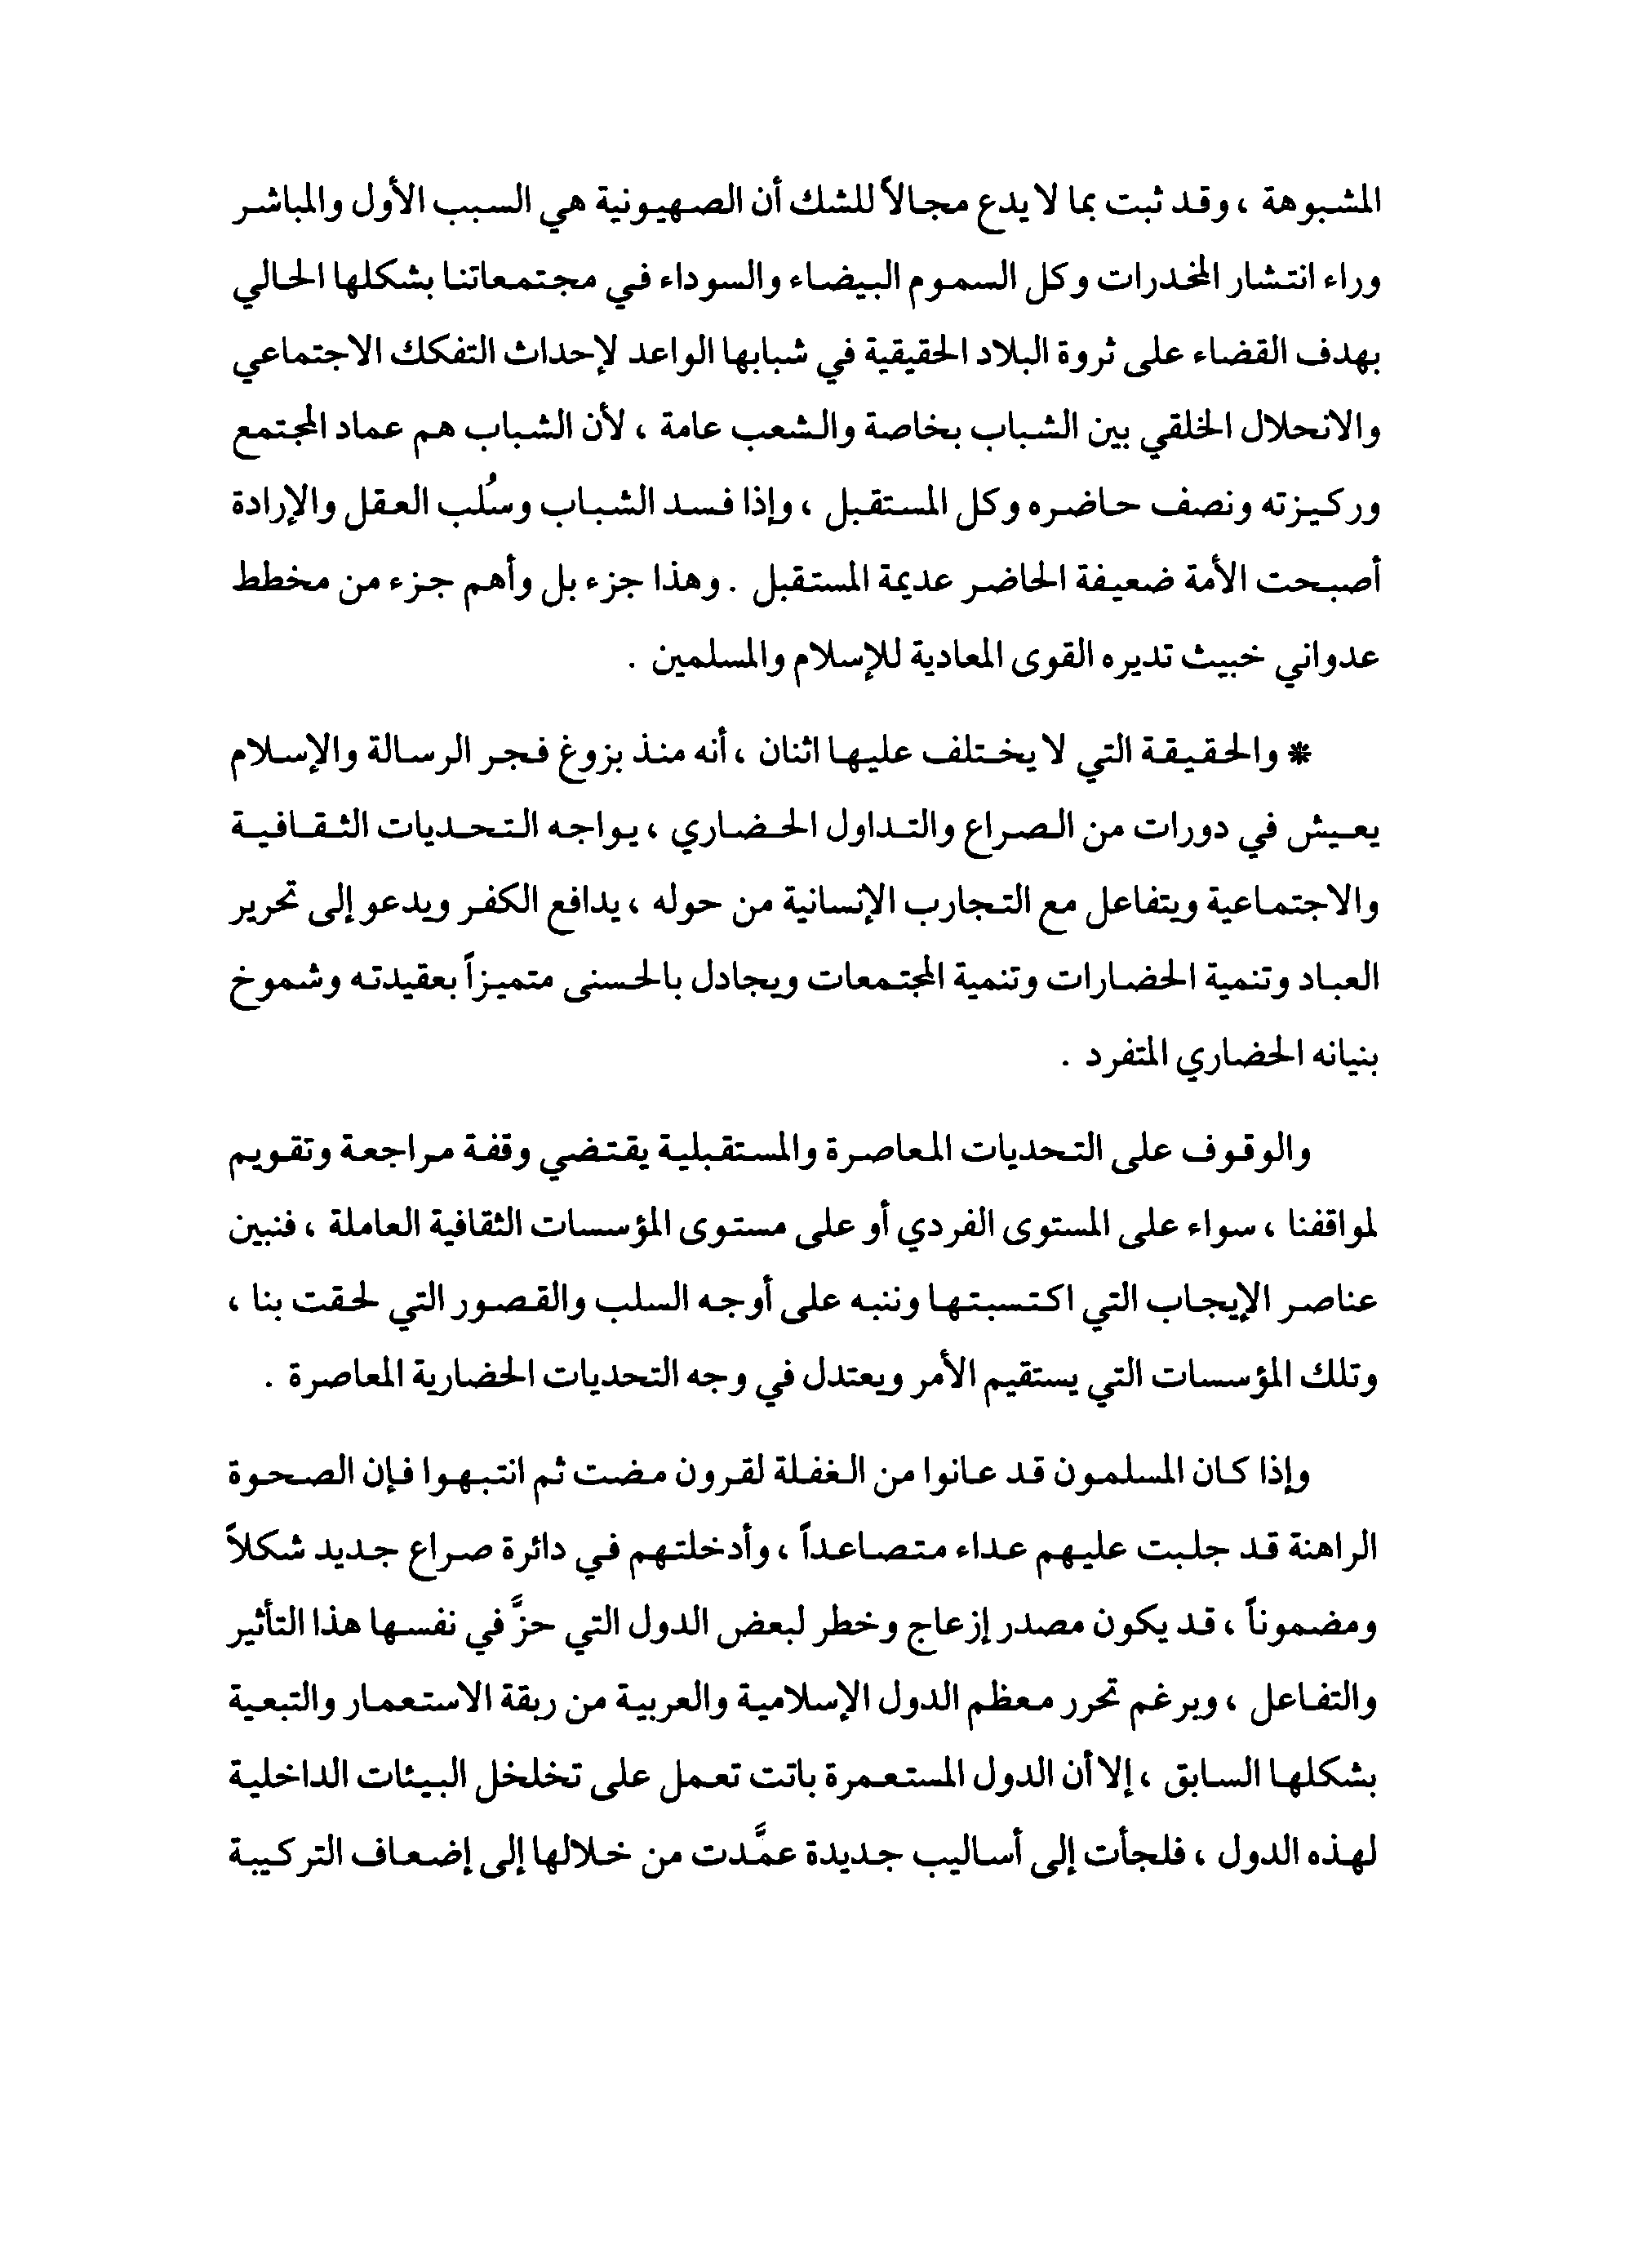 المشبوهة ، وقد ثبت بما لا يدع مجالاً للشك أن الصهيونية هي السبب الأول والمباشر
وراء انتشار المخدرات وكل السموم البيضاء والسوداء في مجتمعاتنا بشكلها الحالي
بهدف القضاء على ثروة البلاد الحقيقية في شبابها الواعد لإحداث التفكك الاجتماعي
والانحلال الخلقي بين الشباب بخاصة والشعب عامة ، لأن الشباب هم عماد المجتمع
وركيزته ونصف حاضره وكل المستقبل ، وإذا فسد الشباب وسُلب العقل والإرادة
أصبحت الأمة ضعيفة الحاضر عديمة المستقبل . وهذا جزء بل وأهم جزء من مخطط
عدواني خبيث تديره القوى المعادية للإسلام والمسلمين .
* والحقيقة التي لا يختلف عليها اثنان ، أنه منذ بزوغ فجر الرسالة والإسلام
يعيش في دورات من الصراع والتداول الحضاري ، يواجه التحديات الثقافية
والاجتماعية ويتفاعل مع التجارب الإنسانية من حوله ، يدافع الكفر ويدعو إلى تحرير
العباد وتنمية الحضارات وتنمية المجتمعات ويجادل بالحسنى متميزاً بعقيدته وشموخ
بنيانه الحضاري المتفرد .
والوقوف على التحديات المعاصرة والمستقبلية يقتضي وقفة مراجعة وتقويم
لمواقفنا ، سواء على المستوى الفردي أو على مستوى المؤسسات الثقافية العاملة ، فنبين
عناصر الإيجاب التي اكتسبتها وننبه على أوجه السلب والقصور التي لحقت بنا ،
وتلك المؤسسات التي يستقيم الأمر ويعتدل في وجه التحديات الحضارية المعاصرة .
وإذا كان المسلمون قد عانوا من الغفلة لقرون مضت ثم انتبهوا فإن الصحوة
الراهنة قد جلبت عليهم عداء متصاعداً ، وأدخلتهم في دائرة صراع جديد شكلاً
ومضموناً ، قد يكون مصدر إزعاج وخطر لبعض الدول التي حزَّ في نفسها هذا التأثير
والتفاعل ، وبرغم تحرر معظم الدول الإسلامية والعربية من ربقة الاستعمار والتبعية
بشكلها السابق ، إلا أن الدول المستعمرة باتت تعمل على تخلخل البيئات الداخلية
لهذه الدول ، فلجأت إلى أساليب جديدة عمَّدت من خلالها إلى إضعاف التركيبة